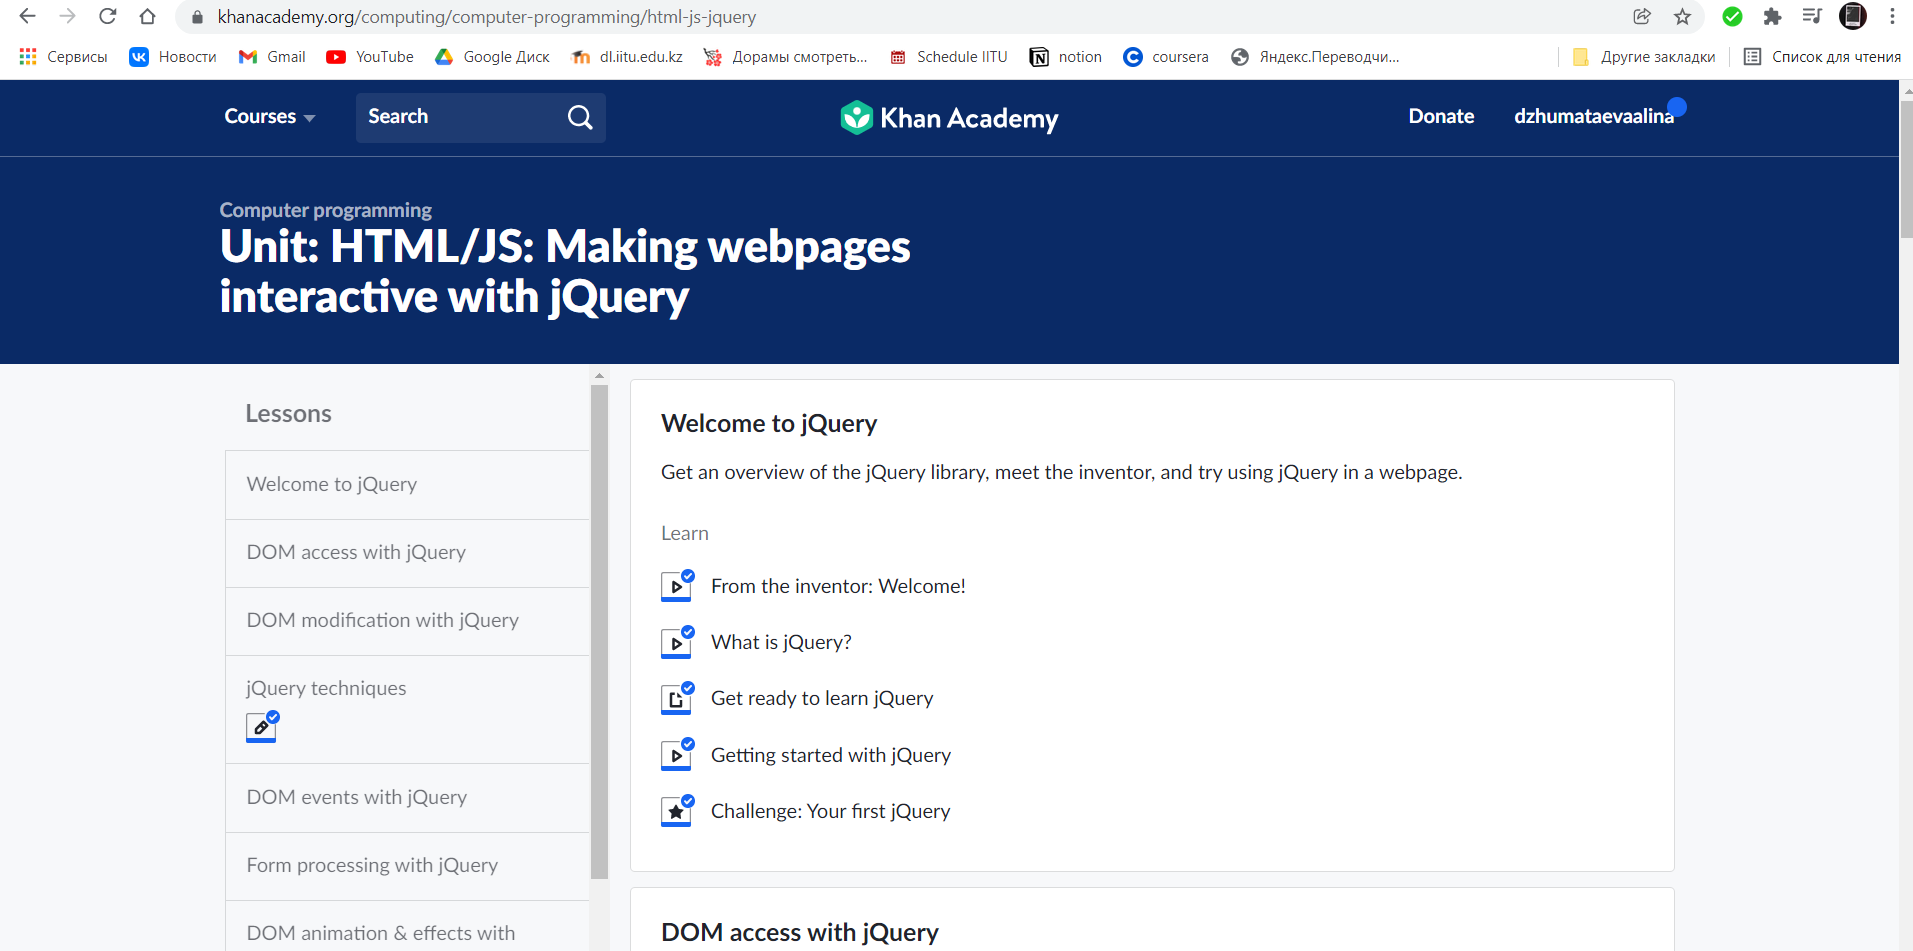 khanacademy.org/computing/computer-programming/html-js-jquery
Сервисы
Новости
Gmail
YouTube
Google Диск
dl.iitu.edu.kz
Дорамы смотреть...
Schedule IITU
notion
coursera
Яндекс.Переводчи...
Другие закладки
Список для чтения
Courses
Search
Khan Academy
Donate
dzhumataevaalina
Computer programming
Unit: HTML/JS: Making webpages
interactive with jQuery
Lessons
Welcome to jQuery
DOM access with jQuery
DOM modification with jQuery
jQuery techniques
DOM events with jQuery
Form processing with jQuery
DOM animation & effects with
Welcome to jQuery
Get an overview of the jQuery library, meet the inventor, and try using jQuery in a webpage.
Learn
From the inventor: Welcome!
What is jQuery?
Get ready to learn jQuery
Getting started with jQuery
Challenge: Your first jQuery
DOM access with jQuery